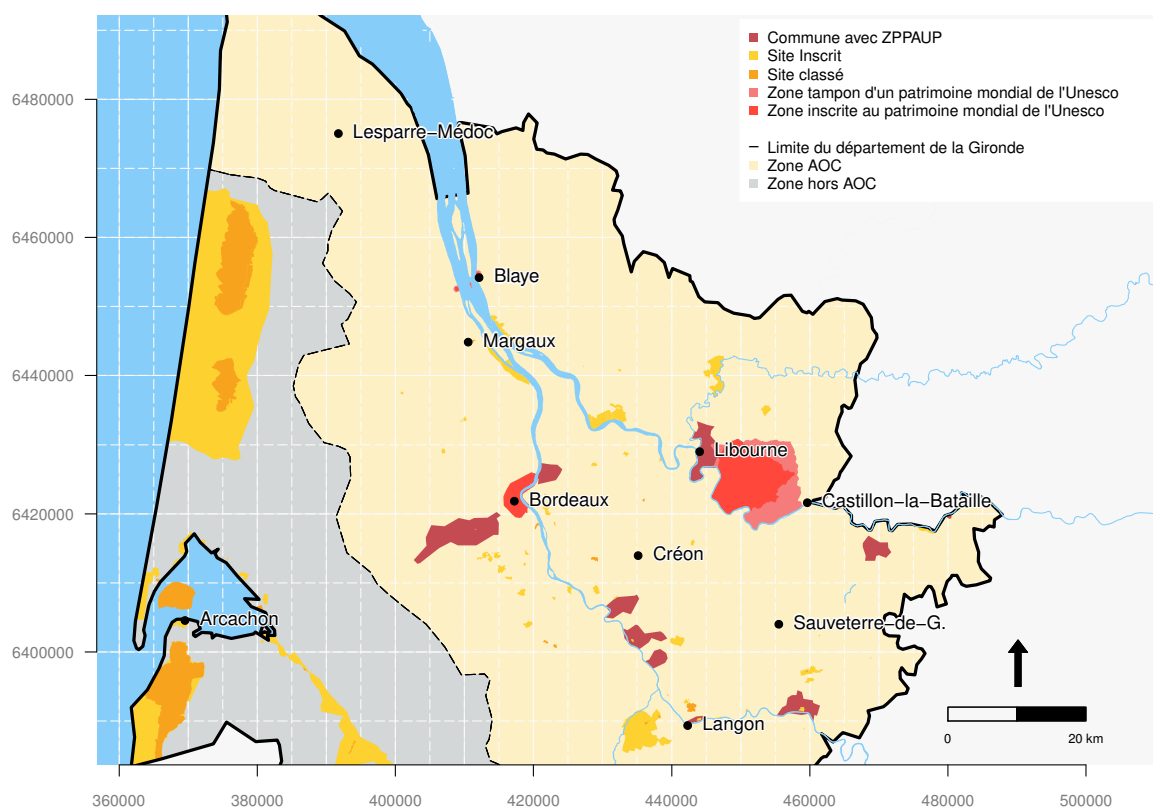 Commune avec ZPPAUP
Site Inscrit
Site classé
Zone tampon d'un patrimoine mondial de l'Unesco
Zone inscrite au patrimoine mondial de l'Unesco
Limite du département de la Gironde
Zone AOC
Zone hors AOC
6480000
6460000
6440000
6420000
6400000
Lesparre−Médoc
Blaye
Margaux
Libourne
Bordeaux
Castillon−la−Bataille
Créon
Arcachon
Sauveterre−de−G.
Langon
0
20 km
360000
380000
400000
420000
440000
460000
480000
500000